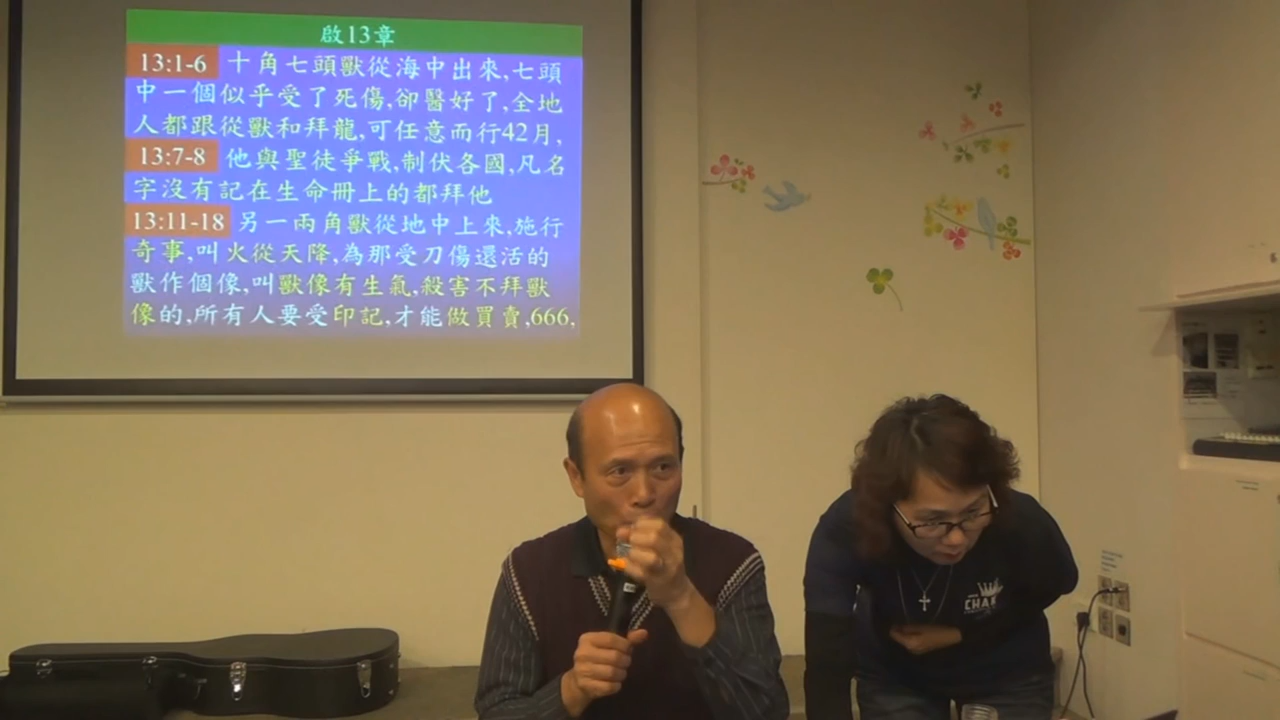 啟13章
13:1-6 十角七頭獸從海中出來,七頭
中一個似乎受了死傷,卻醫好了,全地
人都跟從獸和拜龍,可任意而行42月,
13:7-8 他與聖徒爭戰,制伏各國,凡名
字沒有記在生命冊上的都拜他
13:11-18 另一兩角獸從地中上來,施行
奇事,叫火從天降,為那受刀傷還活的
獸作個像,叫獸像有生氣,殺害不拜獸
像的,所有人要受印記,才能做買賣,666,